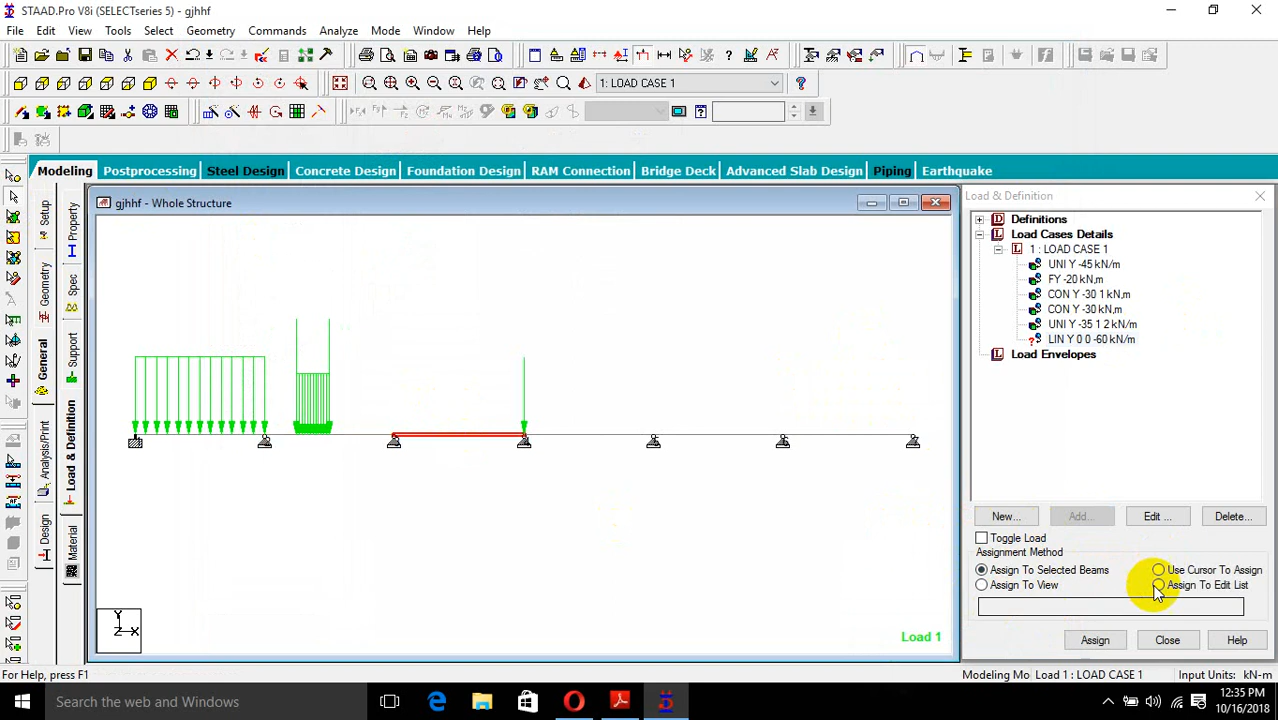 STAAD.Pro V8i (SELECTseries 5) - gjhhf
File Edit View Tools Select Geometry Commands Analyze Mode Window Help
1: LOAD CASE 1
Modeling Postprocessing Steel Design Concrete Design Foundation Design RAM Connection Bridge Deck Advanced Slab Design Piping Earthquake
Setup
Geometry
General
Analysis/Print
Design
Property
Spec
Support
Load & Definition
Material
gjhhf - Whole Structure
Load 1
Y
Z X
Load & Definition
Definitions
Load Cases Details
1 : LOAD CASE 1
UNI Y -45 kN/m
FY -20 kN,m
CON Y -30 1 kN,m
CON Y -30 kN,m
UNI Y -35 1 2 kN/m
LIN Y 0 0 -60 kN/m
Load Envelopes
New... Add... Edit ... Delete...
Toggle Load
Assignment Method
Assign To Selected Beams Use Cursor To Assign
Assign To View Assign To Edit List
Assign Close Help
For Help, press F1 Modeling Mo Load 1 : LOAD CASE 1 Input Units: kN-m
Search the web and Windows
12:35 PM
10/16/2018